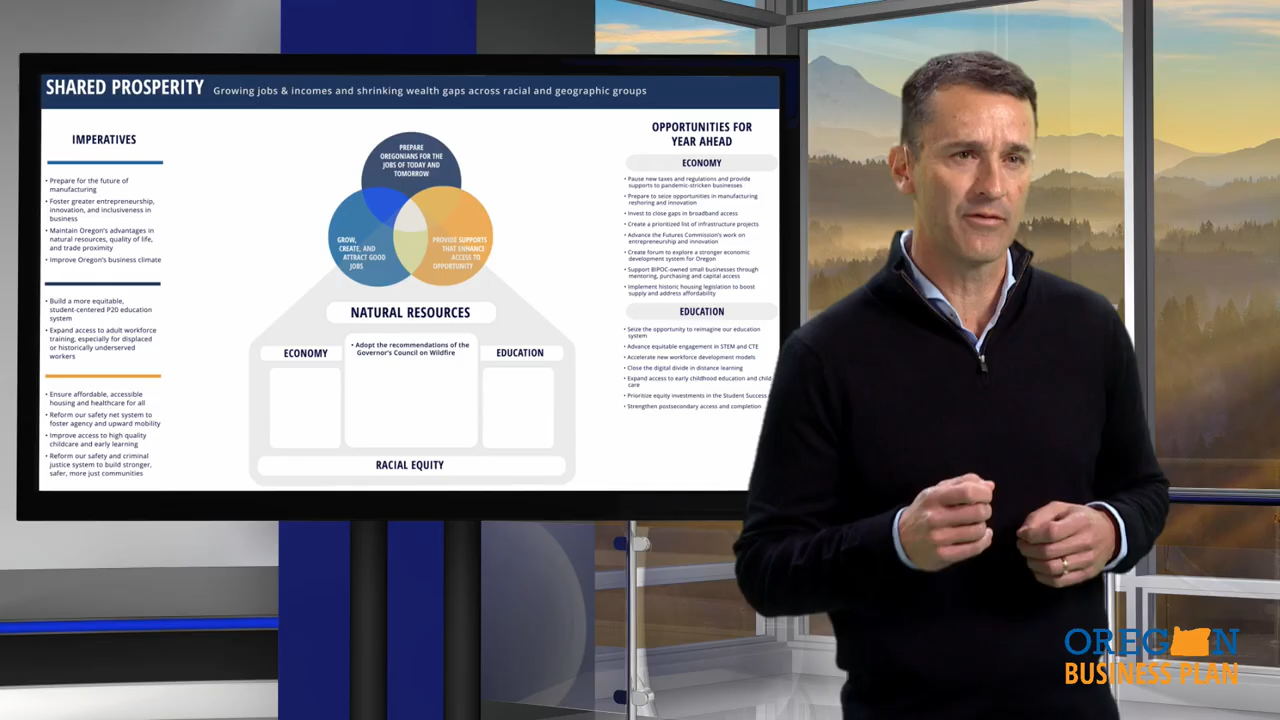 SHARED PROSPERITY Growing jobs & incomes and shrinking wealth gaps across racial and geographic groups
IMPERATIVES
• Prepare for the future of
manufacturing
• Foster greater entrepreneurship,
innovation, and inclusiveness in
business
• Maintain Oregon's advantages in
natural resources, quality of life,
and trade proximity
• Improve Oregon's business climate
• Build a more equitable,
student-centered P20 education
system
• Expand access to adult workforce
training, especially for displaced
or historically underserved
workers
• Ensure affordable, accessible
housing and healthcare for all
• Reform our safety net system to
foster agency and upward mobility
• Improve access to high quality
childcare and early learning
• Reform our safety and criminal
justice system to build stronger,
safer, more just communities
PREPARE
OREGONIANS FOR THE
JOBS OF TODAY AND
TOMORROW
GROW,
CREATE, AND
ATTRACT GOOD
JOBS
PROVIDE SUPPORTS
THAT ENHANCE
ACCESS TO
OPPORTUNITY
NATURAL RESOURCES
ECONOMY
• Adopt the recommendations of the
Governor's Council on Wildfire
EDUCATION
RACIAL EQUITY
OPPORTUNITIES FOR
YEAR AHEAD
ECONOMY
• Pause new taxes and regulations and provide
supports to pandemic-stricken businesses
• Prepare to seize opportunities in manufacturing
reshoring and innovation
• Invest to close gaps in broadband access
• Create a prioritized list of infrastructure projects
• Advance the Futures Commission's work on
entrepreneurship and innovation
• Create forum to explore a stronger economic
development system for Oregon
• Support BIPOC-owned small businesses through
mentoring, purchasing and capital access
• Implement historic housing legislation to boost
supply and address affordability
EDUCATION
• Seize the opportunity to reimagine our education
system
• Advance equitable engagement in STEM and CTE
• Accelerate new workforce development models
• Close the digital divide in distance learning
• Expand access to early childhood education and child
care
• Prioritize equity investments in the Student Success
• Strengthen postsecondary access and completion
OREGON
BUSINESS PLAN